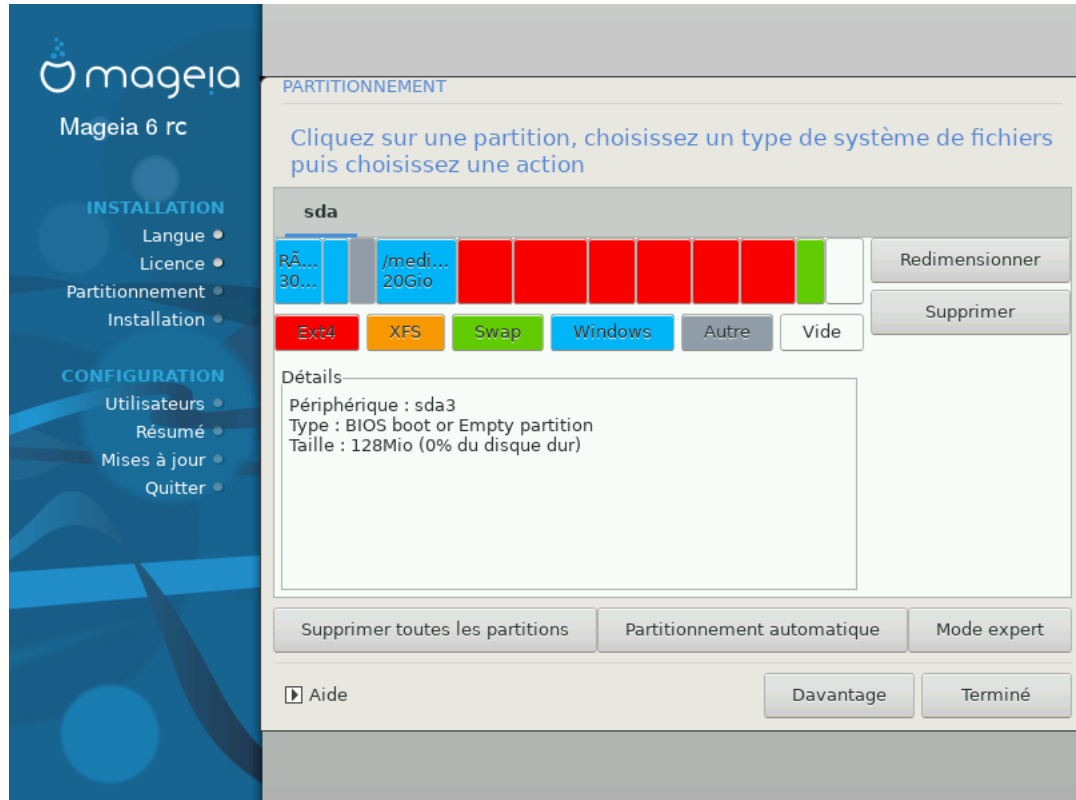 mageia
Mageia 6 rc
INSTALLATION
Langue
Licence
Partitionnement
Installation
CONFIGURATION
Utilisateurs
Résumé
Mises à jour
Quitter
PARTITIONNEMENT
Cliquez sur une partition, choisissez un type de système de fichiers
puis choisissez une action
sda
RÃ... /medi...
30... 20Gio
Redimensionner
Supprimer
Ext4 XFS Swap Windows Autre Vide
Détails
Périphérique : sda3
Type : BIOS boot or Empty partition
Taille : 128Mio (0% du disque dur)
Supprimer toutes les partitions Partitionnement automatique Mode expert
Aide Davantage Terminé